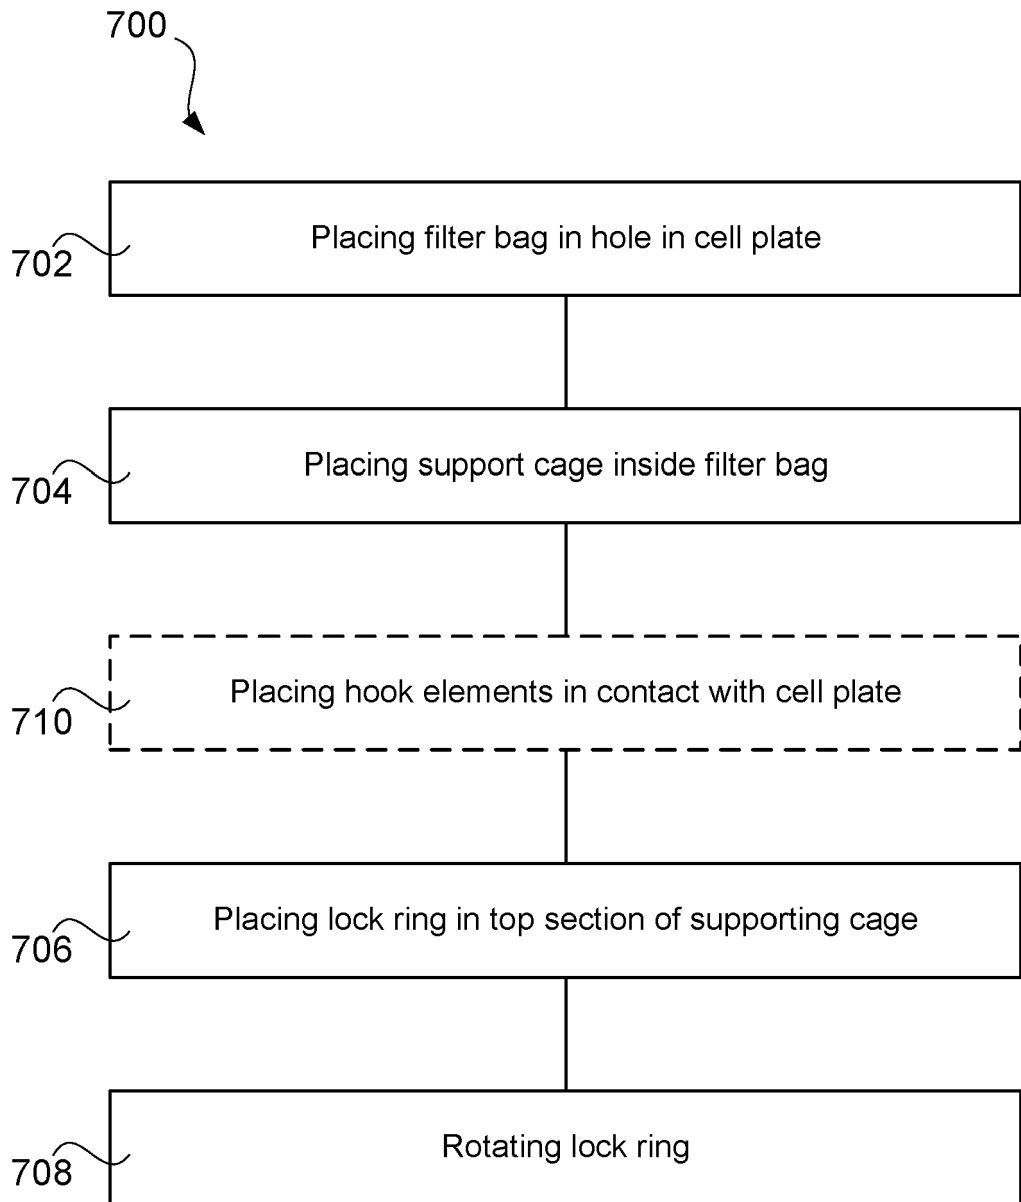 700
Placing filter bag in hole in cell plate
702
Placing support cage inside filter bag
704
Placing hook elements in contact with cell plate
710
Placing lock ring in top section of supporting cage
706
Rotating lock ring
708